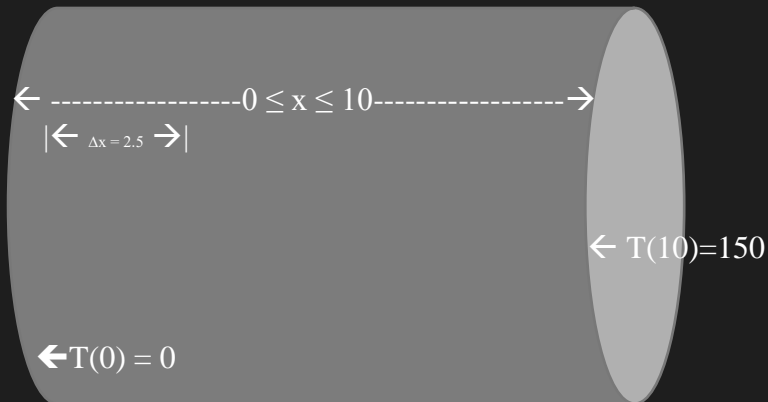 ← ------------------0 ≤ x ≤ 10------------------ →
|← Δx = 2.5 →|
← T(10)=150
←T(0) = 0